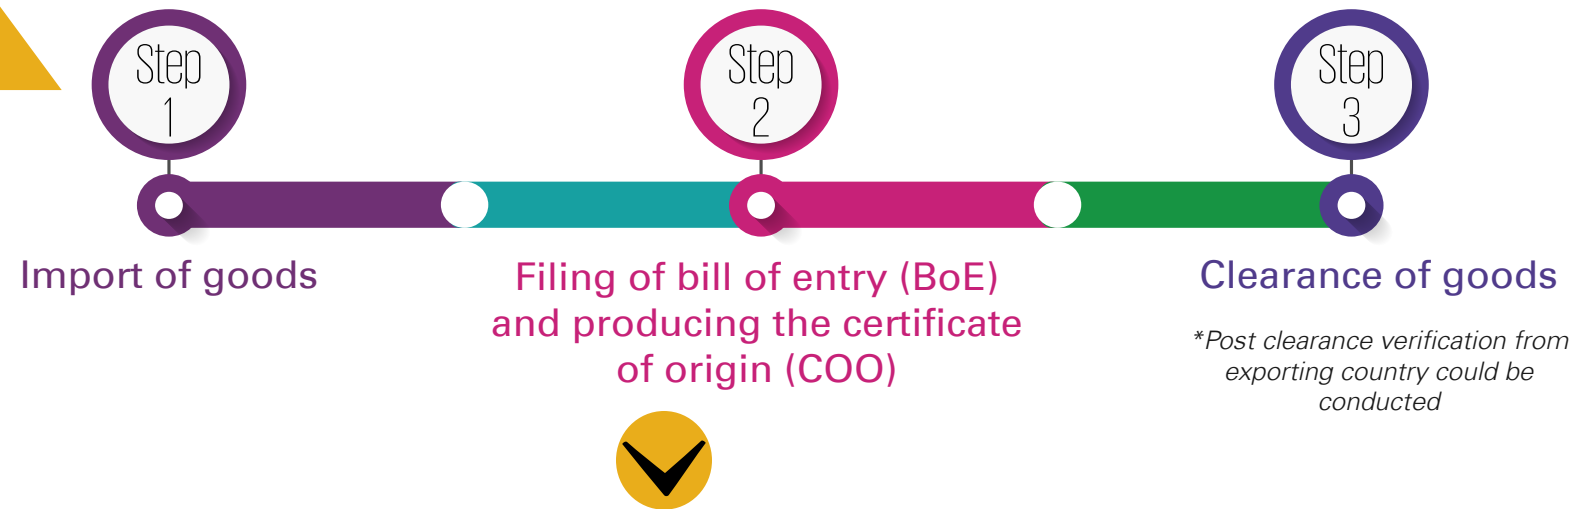 Step
1
Step
2
Step
3
Import of goods
Filing of bill of entry (BoE)
and producing the certificate
of origin (COO)
Clearance of goods
*Post clearance verification from
exporting country could be
conducted